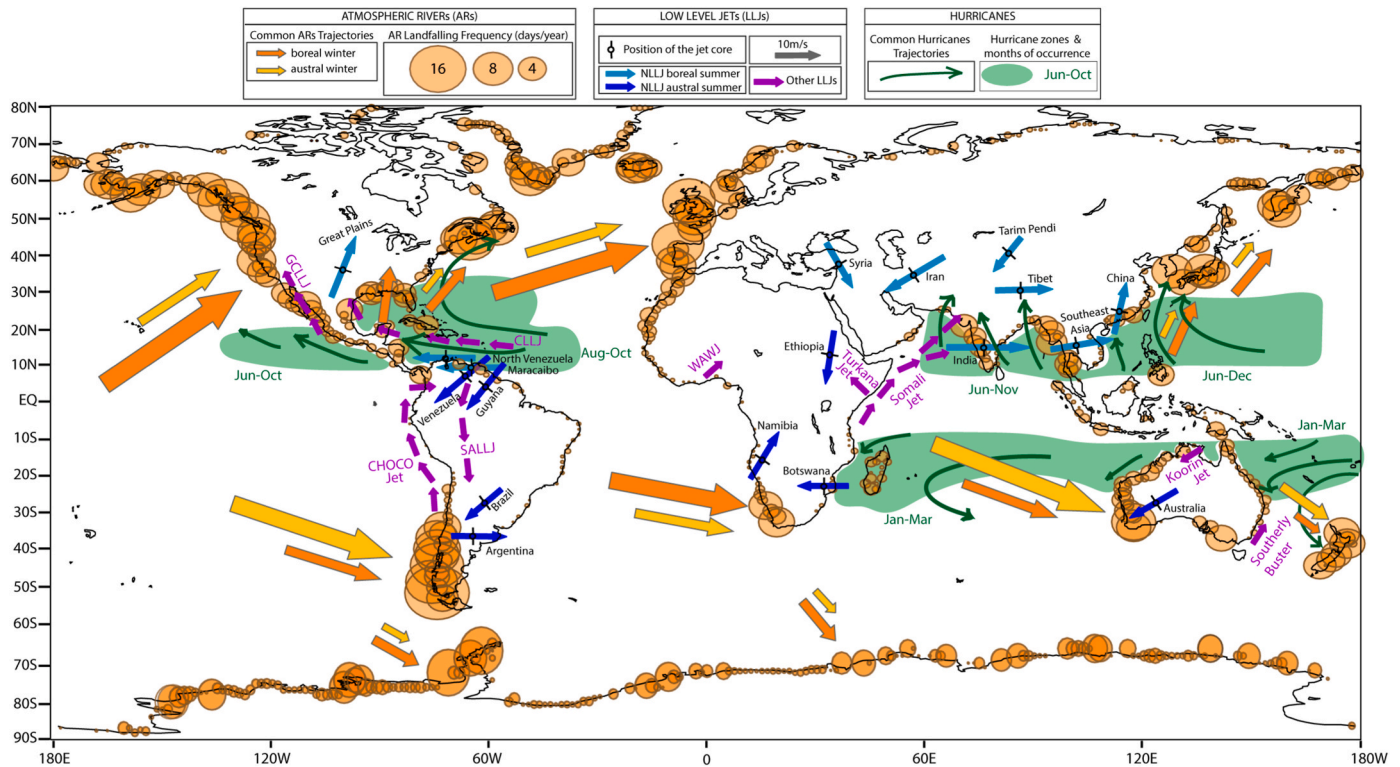 ATMOSPHERIC RIVERS (ARs)
Common ARs Trajectories
boreal winter
austral winter
AR Landfalling Frequency (days/year)
16
8
4
LOW LEVEL JETs (LLJs)
Position of the jet core
10m/s
NLLJ boreal summer
NLLJ austral summer
Other LLJs
HURRICANES
Common Hurricanes
Trajectories
Hurricane zones &
months of occurrence
Jun-Oct
80N
70N
60N
50N
40N
30N
20N
10N
EQ
10S
20S
30S
40S
50S
60S
70S
80S
90S
180E
120W
60W
0
60E
120E
180W
Great Plains
GCLLJ
CLLJ
Jun-Oct
Aug-Oct
North Venezuela
Maracaibo
Venezuela
Guyana
CHOCO
Jet
SALLJ
Brazil
Argentina
WAWJ
Syria
Iran
Tarim Pendi
Tibet
China
Southeast
Asia
India
Ethiopia
Turkana
Jet
Somali
Jet
Jun-Nov
Jun-Dec
Namibia
Botswana
Jan-Mar
Jan-Mar
Koorin
Jet
Australia
Southerly
Buster